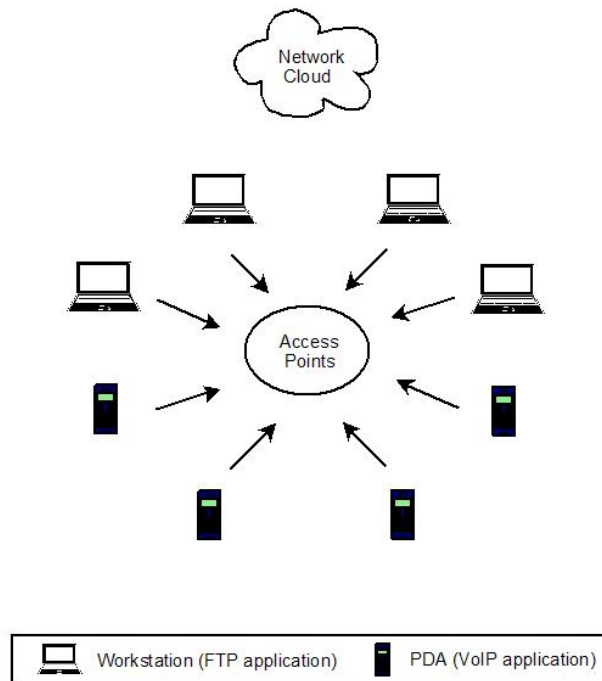 Network
Cloud
Access
Points
Workstation (FTP application)
PDA (VoIP application)